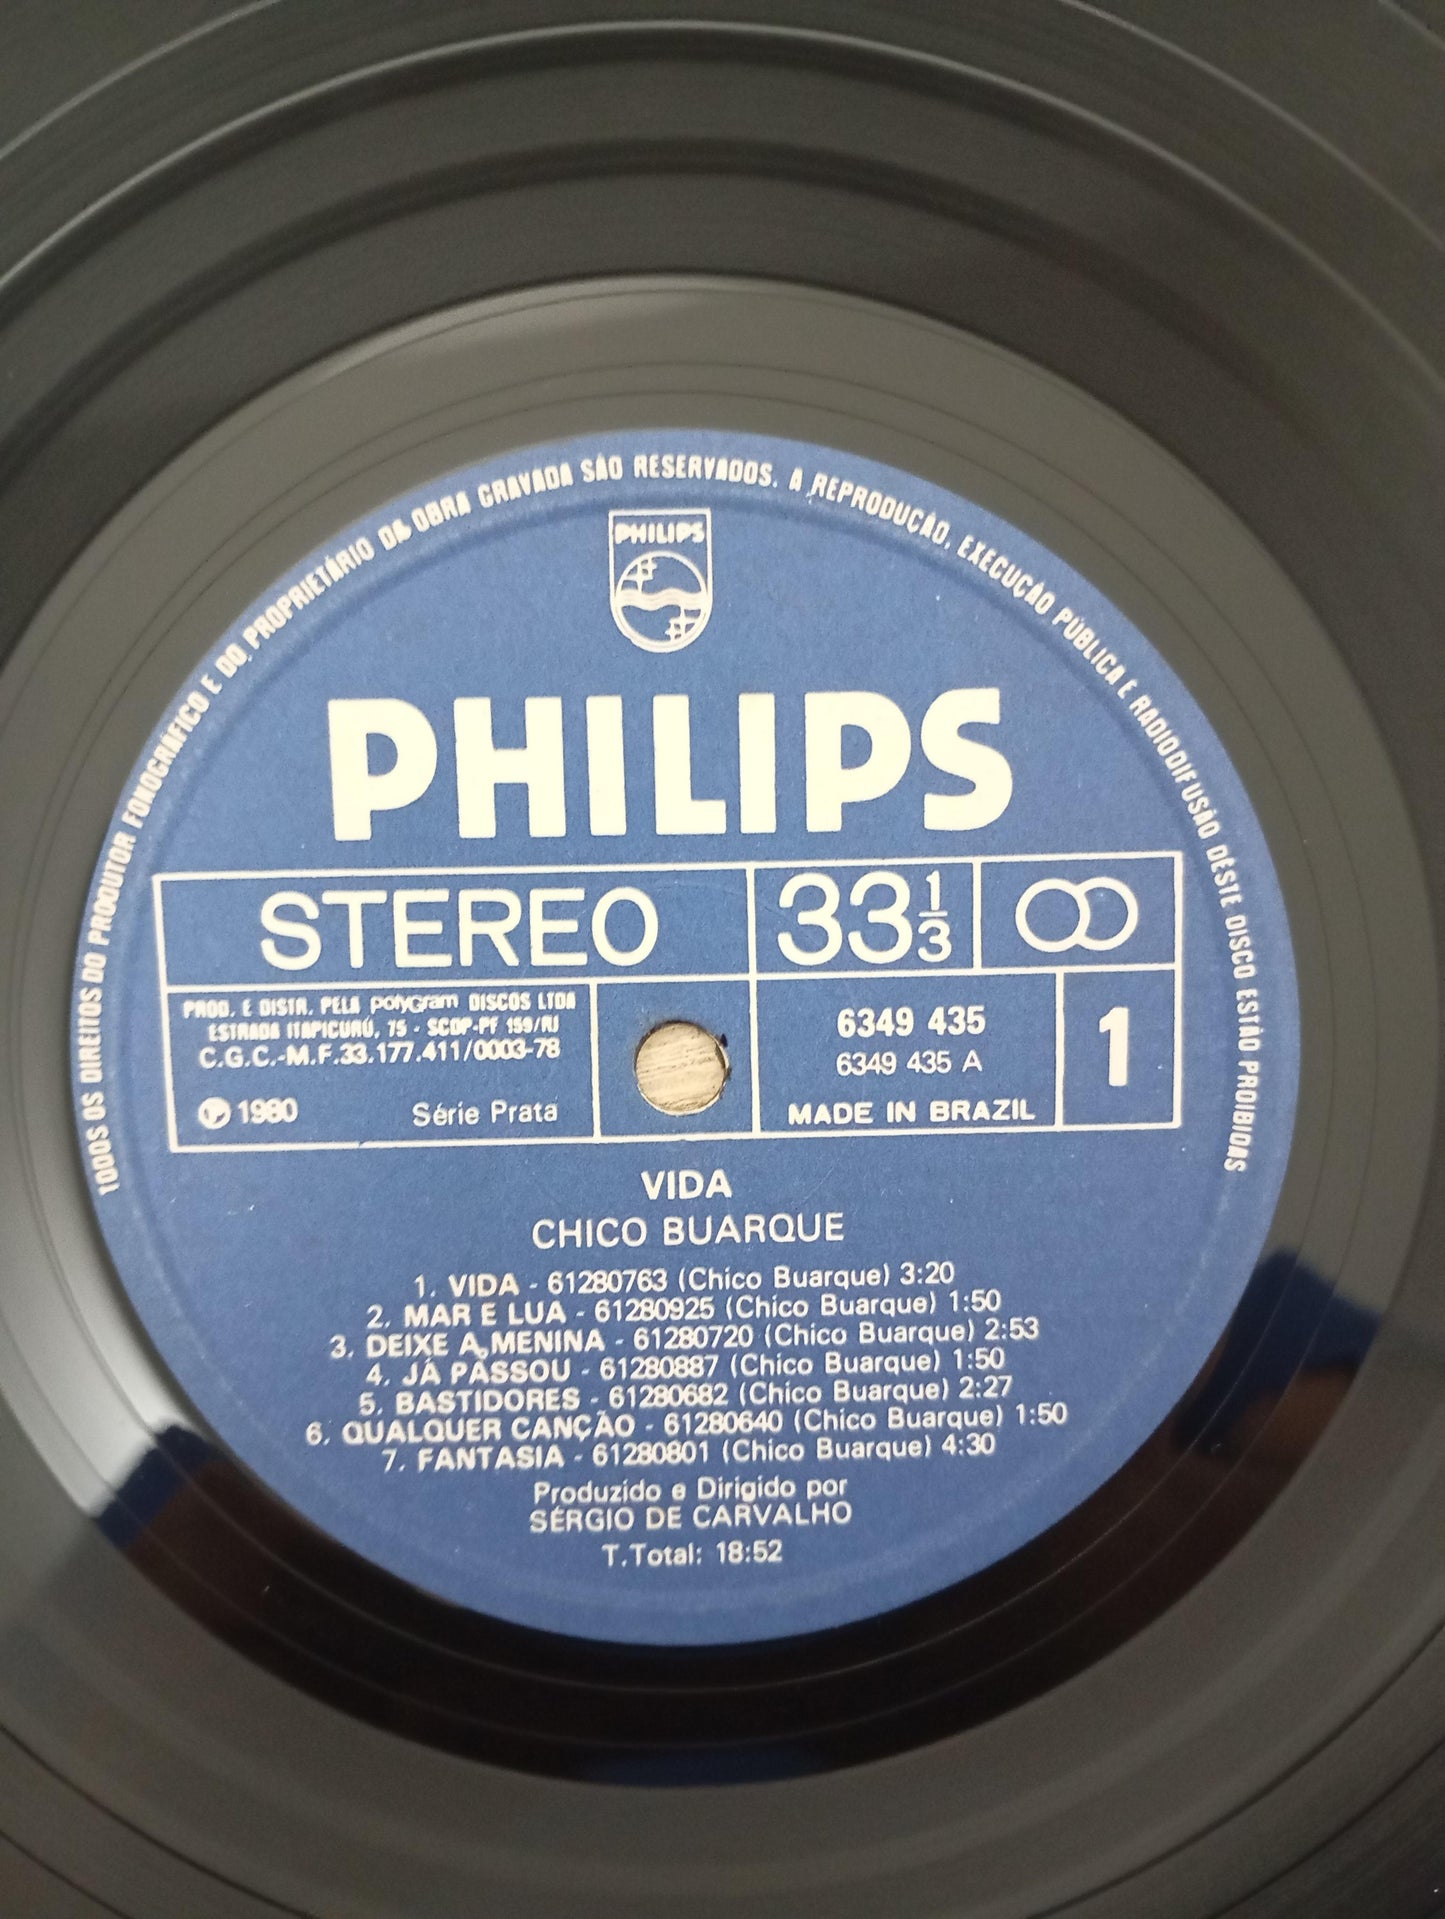 TODOS OS DIREITOS DO PRODUTOR FONOGRÁFICO E DO PROPRIETÁRIO DA OBRA GRAVADA SÃO RESERVADOS. A REPRODUÇÃO, EXECUÇÃO PÚBLICA E RADIODIFUSÃO DÊSTE DISCO ESTÃO PROIBIDAS
PHILIPS
PHILIPS
STEREO
33 1/3
PROD. E DISTR. PELA polyGram DISCOS LTDA
ESTRADA ITAPICURÚ, 75 - SCDP-PF 159/RJ
C.G.C.-M.F.33.177.411/0003-78
Ⓟ 1980 Série Prata
6349 435
6349 435 A
MADE IN BRAZIL
1
VIDA
CHICO BUARQUE
1. VIDA - 61280763 (Chico Buarque) 3:20
2. MAR E LUA - 61280925 (Chico Buarque) 1:50
3. DEIXE A MENINA - 61280720 (Chico Buarque) 2:53
4. JÁ PASSOU - 61280887 (Chico Buarque) 1:50
5. BASTIDORES - 61280682 (Chico Buarque) 2:27
6. QUALQUER CANÇÃO - 61280640 (Chico Buarque) 1:50
7. FANTASIA - 61280801 (Chico Buarque) 4:30
Produzido e Dirigido por
SÉRGIO DE CARVALHO
T.Total: 18:52